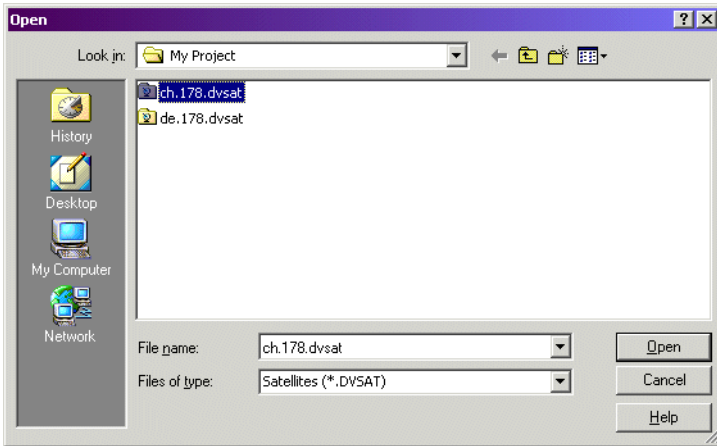 Open
Look in: My Project
History
Desktop
My Computer
Network
ch.178.dvsat
de.178.dvsat
File name: ch.178.dvsat Open
Files of type: Satellites (*.DVSAT) Cancel
Help